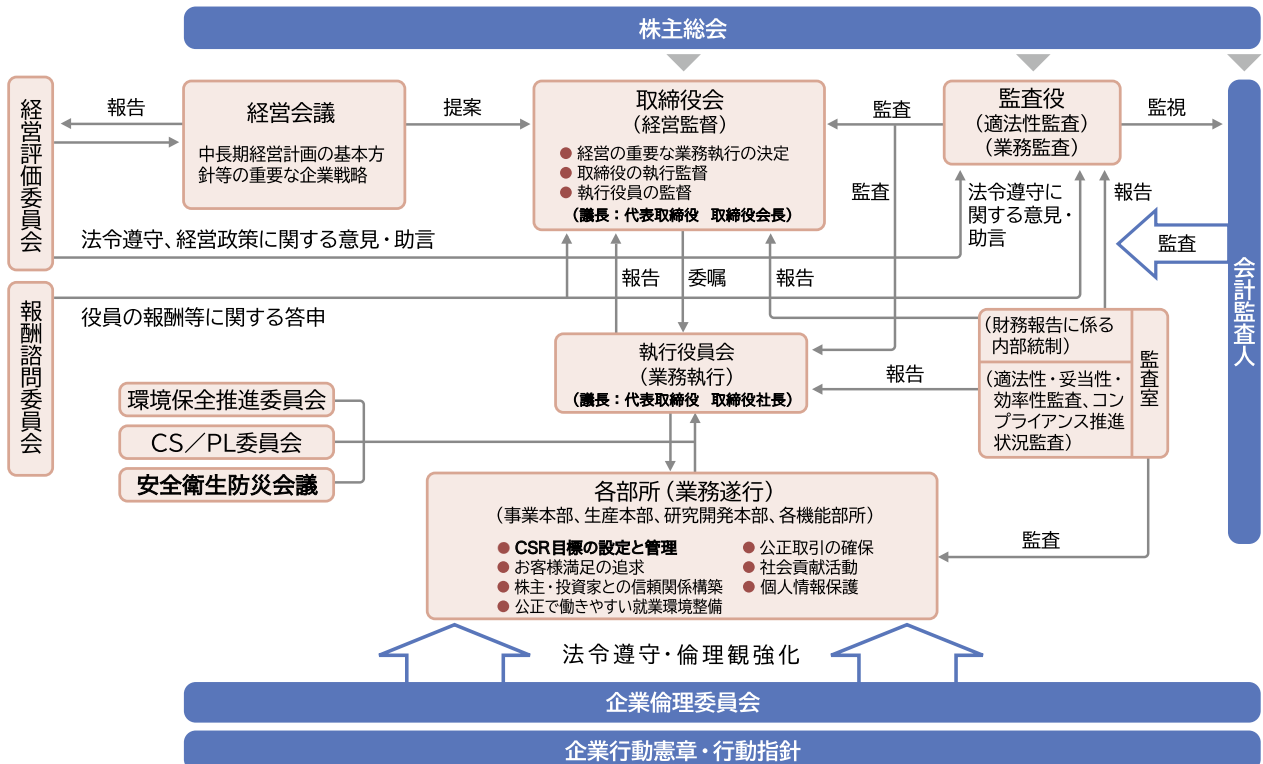 株主総会
経営評価委員会
報告
経営会議
中長期経営計画の基本方
針等の重要な企業戦略
提案
取締役会
（経営監督）
● 経営の重要な業務執行の決定
● 取締役の執行監督
● 執行役員の監督
（議長：代表取締役　取締役会長）
監査
監査
監査役
（適法性監査）
（業務監査）
監視
法令遵守、経営政策に関する意見・助言
法令遵守に
関する意見・
助言
報告
監査
会計監査人
報酬諮問委員会
役員の報酬等に関する答申
報告
委嘱
報告
執行役員会
（業務執行）
（議長：代表取締役　取締役社長）
報告
（財務報告に係る
内部統制）
（適法性・妥当性・
効率性監査、コン
プライアンス推進
状況監査）
監査室
環境保全推進委員会
CS／PL委員会
安全衛生防災会議
各部所（業務遂行）
（事業本部、生産本部、研究開発本部、各機能部所）
● CSR目標の設定と管理
● お客様満足の追求
● 株主・投資家との信頼関係構築
● 公正で働きやすい就業環境整備
● 公正取引の確保
● 社会貢献活動
● 個人情報保護
監査
法令遵守・倫理観強化
企業倫理委員会
企業行動憲章・行動指針